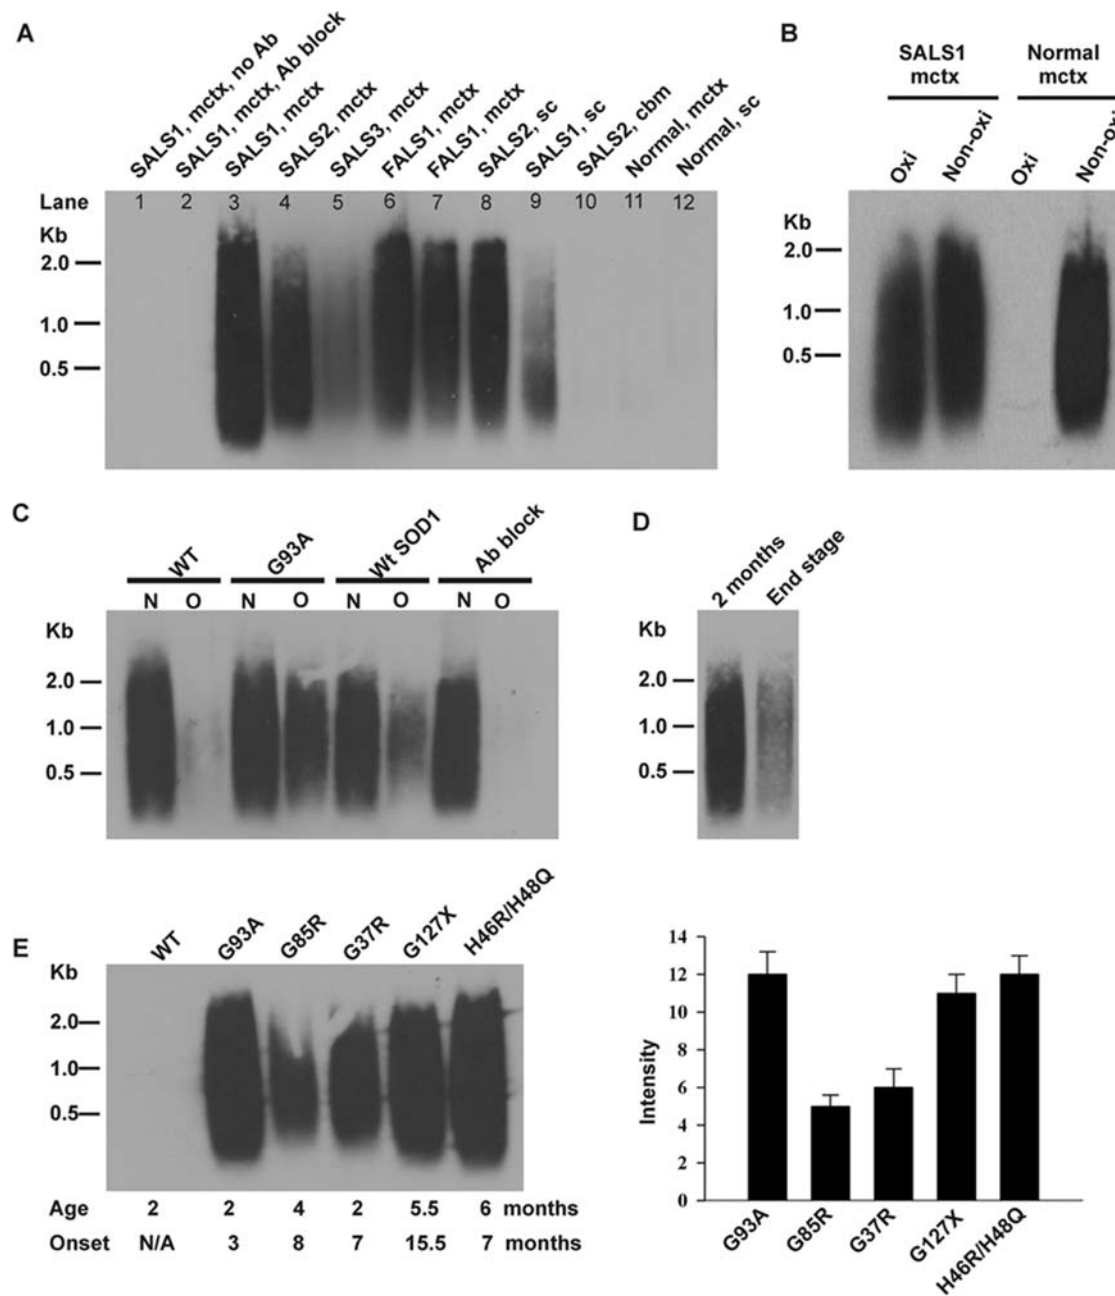 A
SALS1, mctx, no Ab
SALS1, mctx, Ab block
SALS1, mctx
SALS2, mctx
SALS3, mctx
FALS1, mctx
FALS1, mctx
SALS2, sc
SALS1, sc
SALS2, cbm
Normal, mctx
Normal, sc
Lane 1 2 3 4 5 6 7 8 9 10 11 12
Kb
2.0
1.0
0.5
B
SALS1 Normal
mctx mctx
Oxi Non-oxi Oxi Non-oxi
Kb
2.0
1.0
0.5
C
WT G93A Wt SOD1 Ab block
N O N O N O N O
Kb
2.0
1.0
0.5
D
2 months End stage
Kb
2.0
1.0
0.5
E
WT G93A G85R G37R G127X H46R/H48Q
Kb
2.0
1.0
0.5
Age 2 2 4 2 5.5 6 months
Onset N/A 3 8 7 15.5 7 months
Intensity
14
12
10
8
6
4
2
0
G93A G85R G37R G127X H46R/H48Q